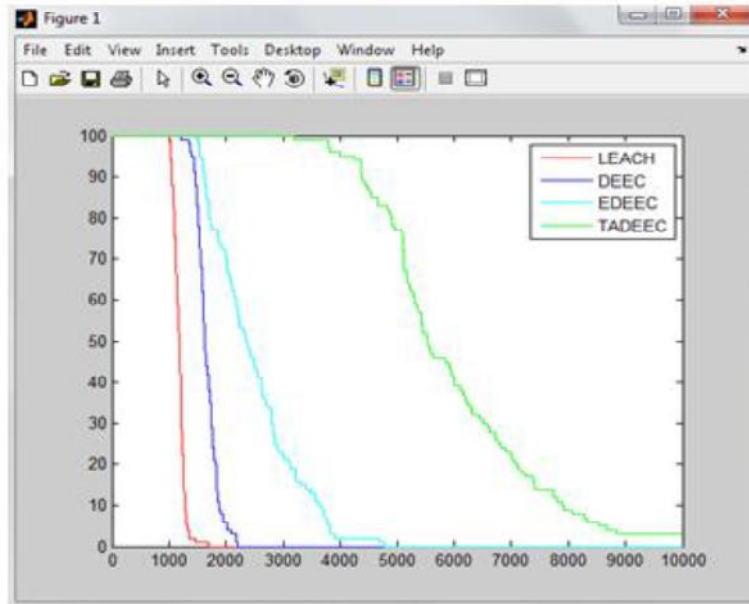 Figure 1
File Edit View Insert Tools Desktop Window Help
100
90
80
70
60
50
40
30
20
10
0
LEACH
DEEC
EDEEC
TADEEC
0 1000 2000 3000 4000 5000 6000 7000 8000 9000 10000